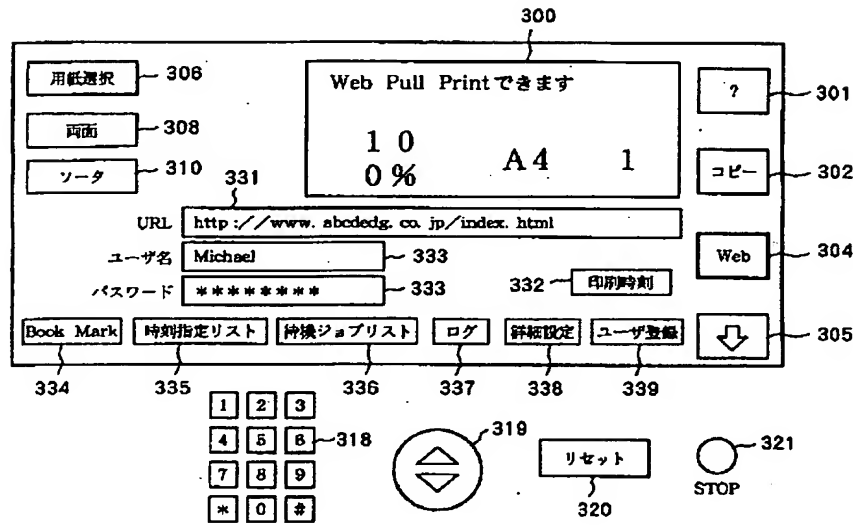 300
用紙選択 306
Web Pull Printできます
? 301
両面 308
10
0%
A4 1
コピー 302
ソータ 310
331
URL http://www.abcdedg.co.jp/index.html
ユーザ名 Michael 333
Web 304
パスワード ******** 333
332 印刷時刻
Book Mark 時刻指定リスト 待機ジョブリスト ログ 詳細設定 ユーザ登録
305
334 335 336 337 338 339
1 2 3
4 5 6 318
7 8 9
* 0 #
319
リセット
320
321
STOP